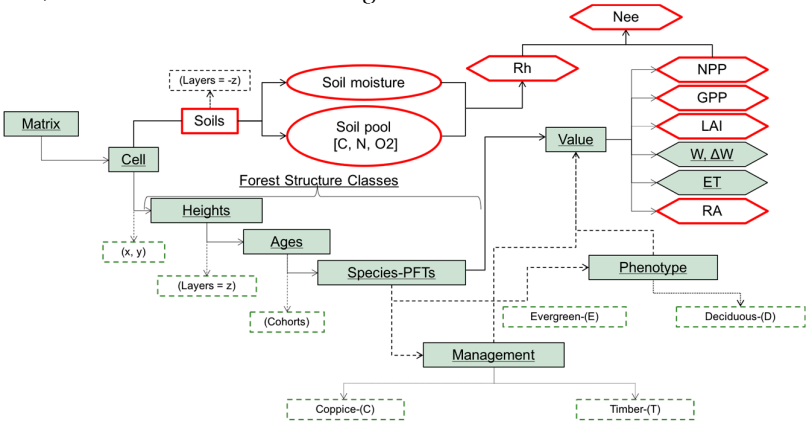 Nee
(Layers = -z)
Rh
NPP
Soil moisture
GPP
Matrix
Soils
LAI
Soil pool
[C, N, O2]
Value
Cell
W, ΔW
Forest Structure Classes
ET
Heights
RA
Ages
(x, y)
Species-PFTs
Phenotype
(Layers = z)
(Cohorts)
Evergreen-(E)
Deciduous-(D)
Management
Coppice-(C)
Timber-(T)